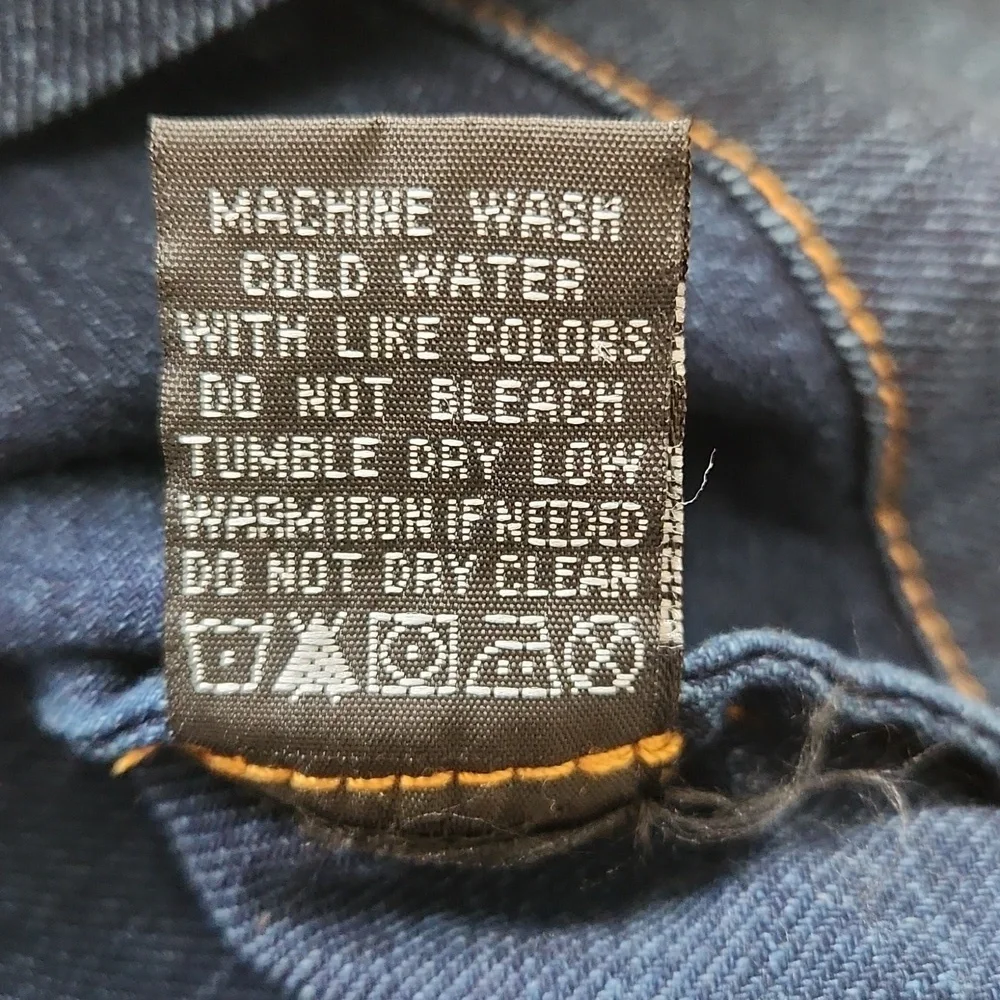 MACHINE WASH
COLD WATER
WITH LIKE COLORS
DO NOT BLEACH
TUMBLE DRY LOW
WARM IRON IF NEEDED
DO NOT DRY CLEAN